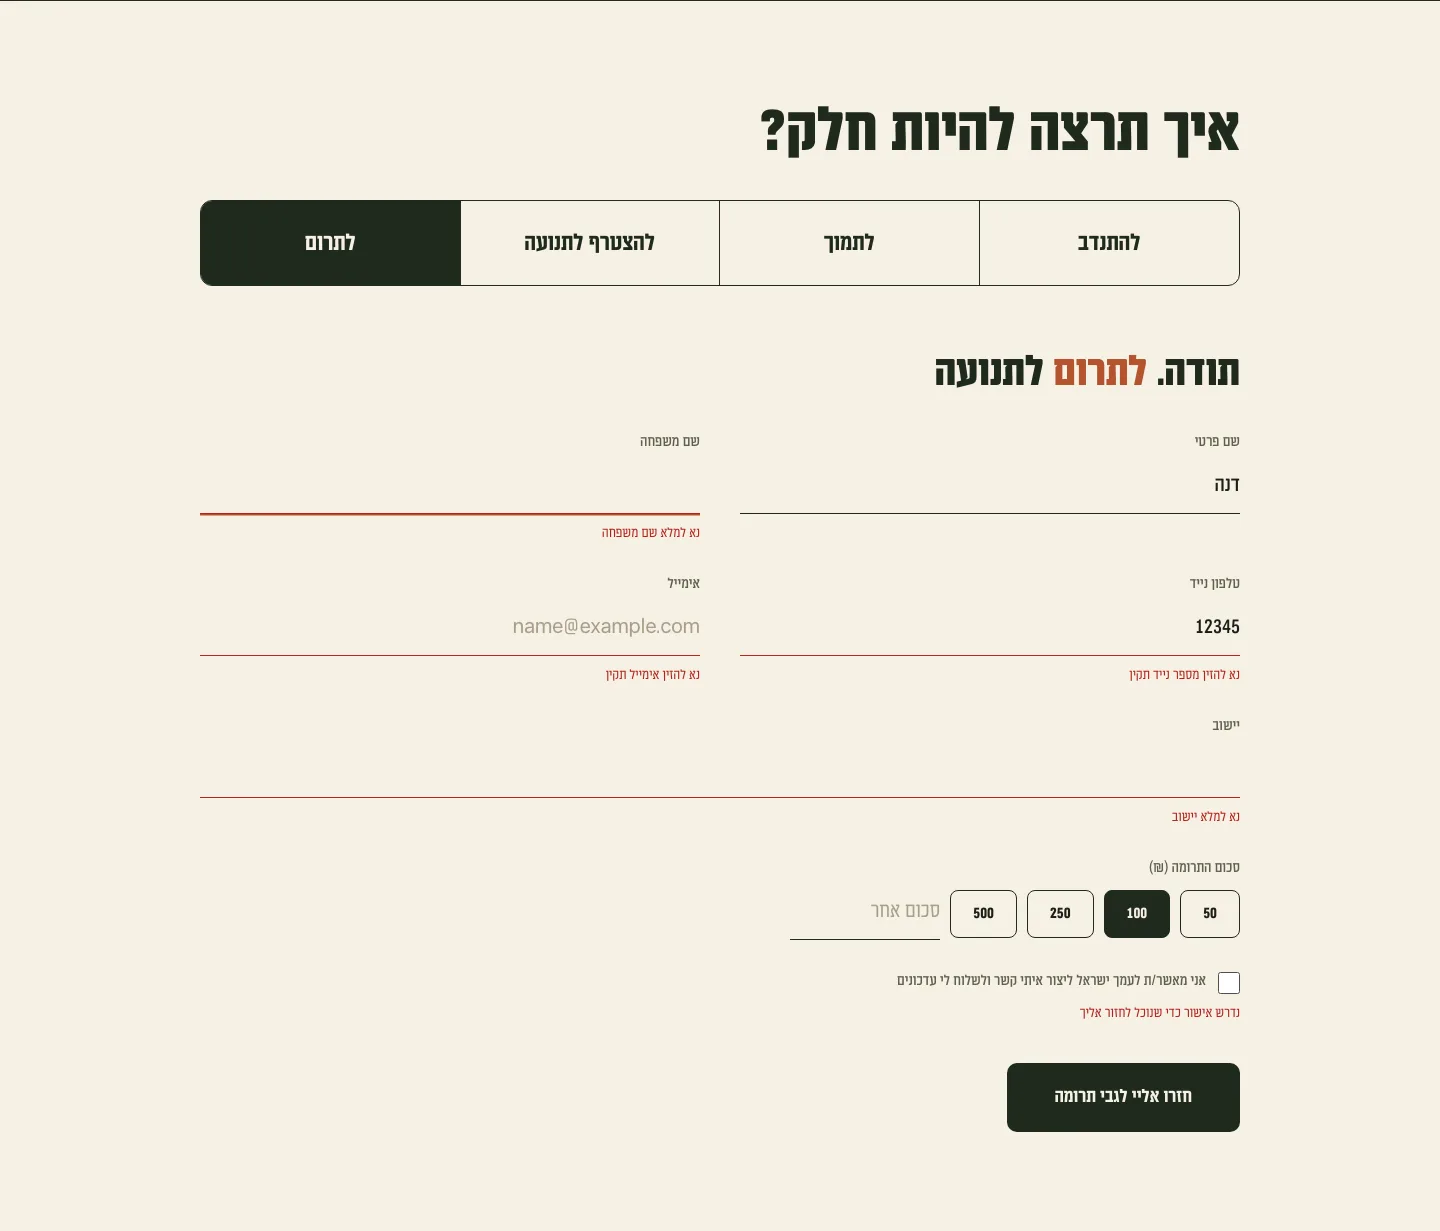 איך תרצה להיות חלק?
להתנדב
לתמוך
להצטרף לתנועה
לתרום
תודה. לתרום לתנועה
שם פרטי
שם משפחה
דנה
נא למלא שם משפחה
טלפון נייד
אימייל
12345
name@example.com
נא להזין מספר נייד תקין
נא להזין אימייל תקין
יישוב
נא למלא יישוב
סכום התרומה (₪)
50
100
250
500
סכום אחר
אני מאשר/ת לעמך ישראל ליצור איתי קשר ולשלוח לי עדכונים
נדרש אישור כדי שנוכל לחזור אליך
חזרו אליי לגבי תרומה